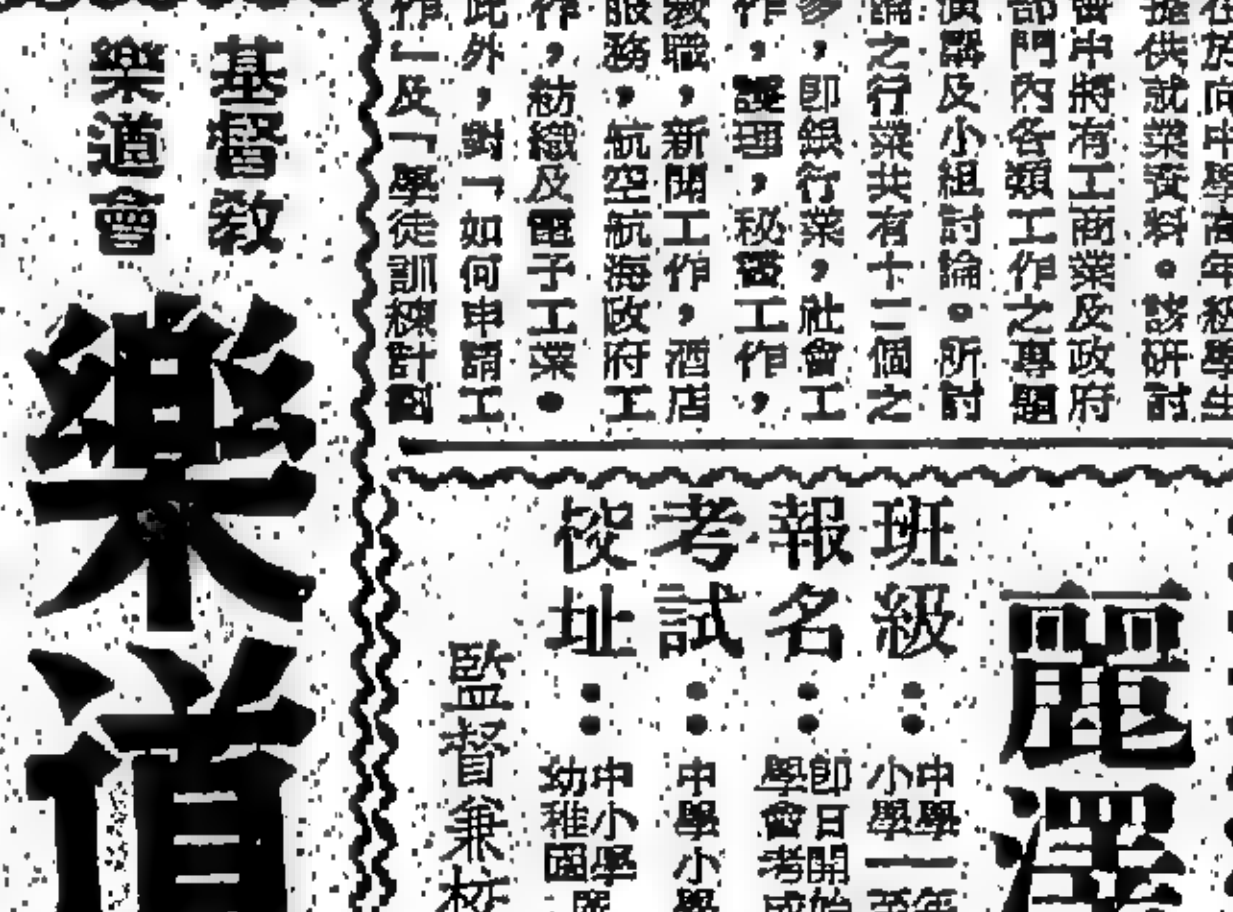 在於向中學高年級學生
提供就業資料。該研討
會中將有工商業及政府
部門內各類工作之專題
演講及小組討論。所討
論之行業共有十二個之
多,即銀行業,社會工
作,護理,秘書工作,
教職,新聞工作,酒店
服務,航空航海政府工
作,紡織及電子工業。
此外,對「如何申請工
作」及「學徒訓練計劃
麗澤
班級:
中學一年
小學一至
報名:
即日開始
學會考成
考試:
中學小學
校址:
中小學
幼稚園
監督兼校
基督教
樂道會
樂道